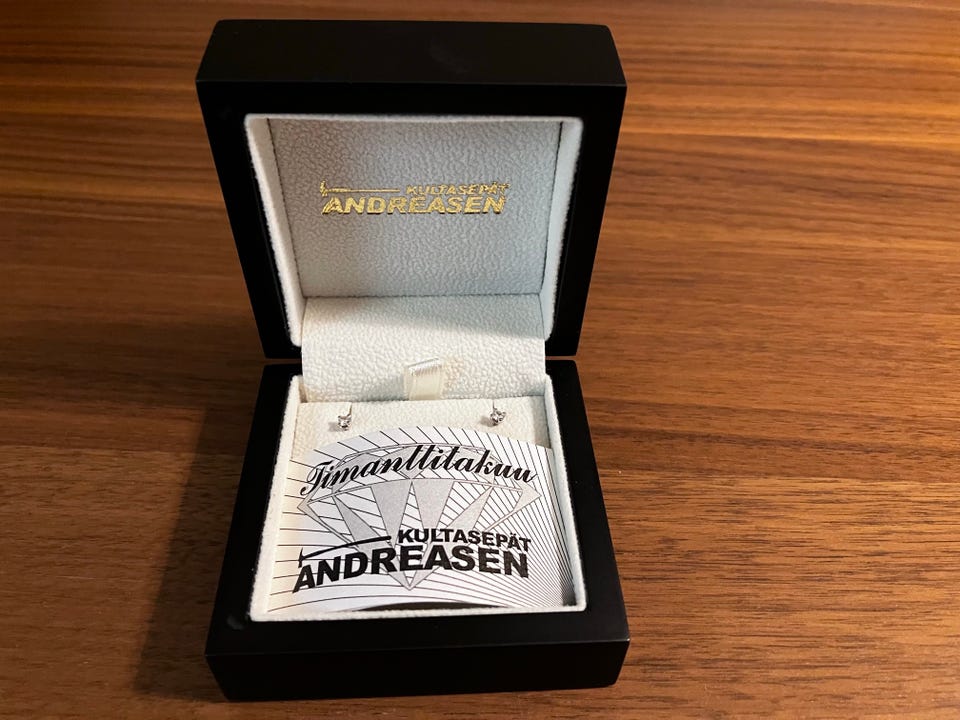 KULTASEPÄT
ANDREASEN
Timanttitakuu
KULTASEPÄT
ANDREASEN